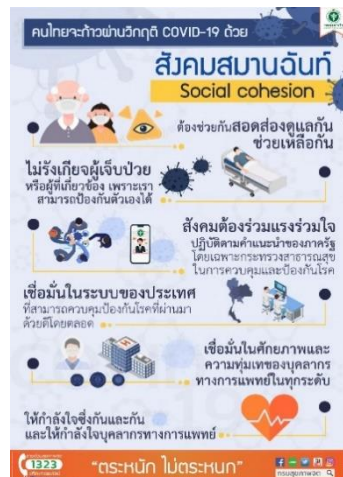 คนไทยจะก้าวผ่านวิกฤติ COVID-19 ด้วย
สังคมสมานฉันท์
Social cohesion
ต้องช่วยกันสอดส่องดูแลกัน
ช่วยเหลือกัน
ไม่รังเกียจผู้เจ็บป่วย
หรือผู้ที่เกี่ยวข้อง เพราะเรา
สามารถป้องกันตัวเองได้
สังคมต้องร่วมแรงร่วมใจ
ปฏิบัติตามคำแนะนำของภาครัฐ
โดยเฉพาะกระทรวงสาธารณสุข
ในการควบคุมและป้องกันโรค
เชื่อมั่นในระบบของประเทศ
ที่สามารถควบคุมป้องกันโรคที่ผ่านมา
ด้วยดีโดยตลอด
เชื่อมั่นในศักยภาพและ
ความทุ่มเทของบุคลากร
ทางการแพทย์ในทุกระดับ
ให้กำลังใจซึ่งกันและกัน
และให้กำลังใจบุคลากรทางการแพทย์
1323
"ตระหนัก ไม่ตระหนก"
กรมสุขภาพจิต